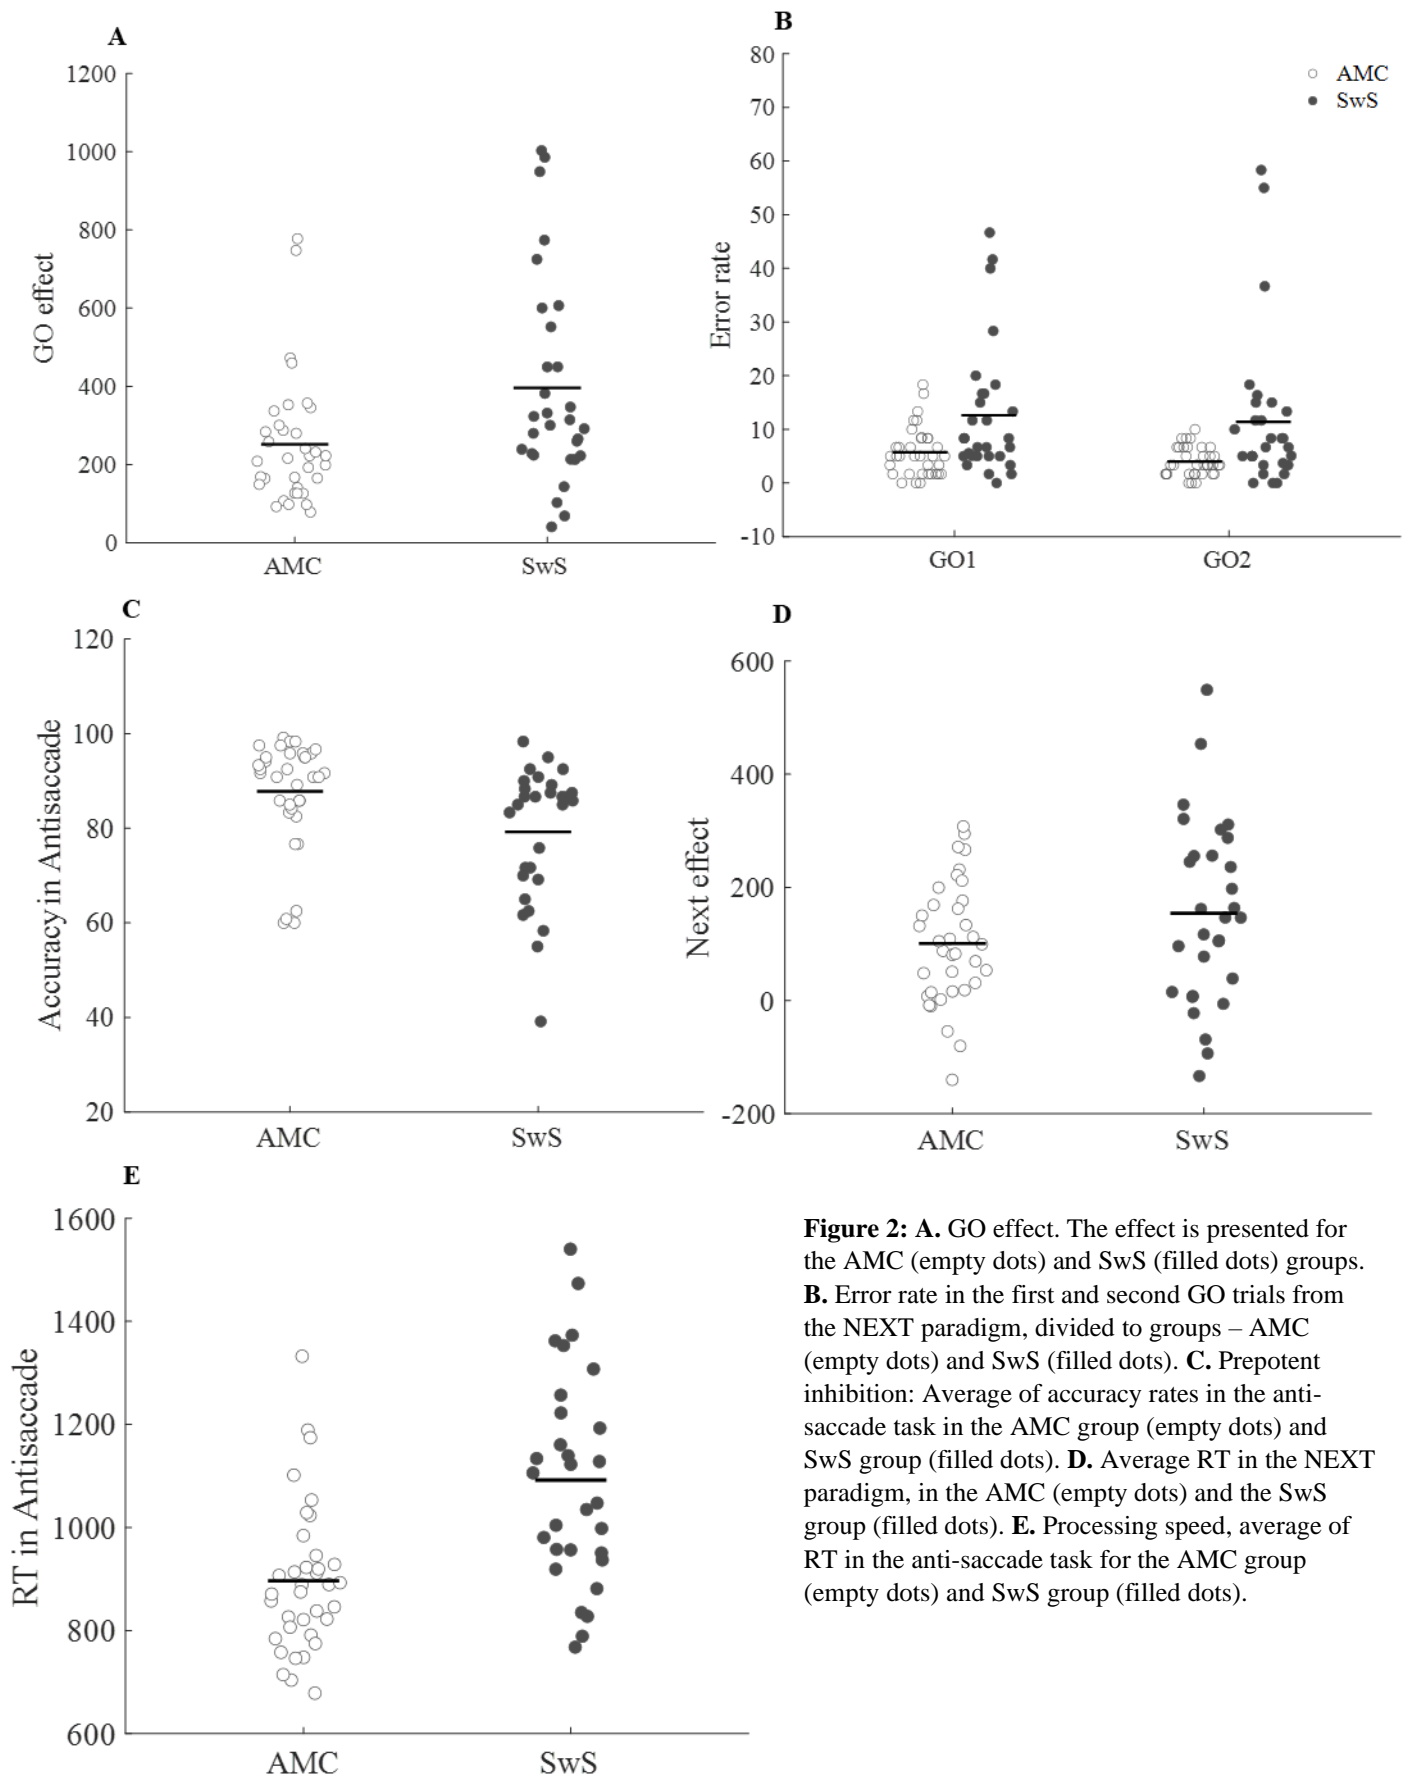 A
1200
1000
800
600
400
200
0
GO effect
AMC
SwS
B
80
70
60
50
40
30
20
10
0
-10
Error rate
AMC
SwS
GO1
GO2
C
120
100
80
60
40
20
Accuracy in Antisaccade
AMC
SwS
D
600
400
200
0
-200
Next effect
AMC
SwS
E
1600
1400
1200
1000
800
600
RT in Antisaccade
AMC
SwS
Figure 2: A. GO effect. The effect is presented for
the AMC (empty dots) and SwS (filled dots) groups.
B. Error rate in the first and second GO trials from
the NEXT paradigm, divided to groups – AMC
(empty dots) and SwS (filled dots). C. Prepotent
inhibition: Average of accuracy rates in the anti-
saccade task in the AMC group (empty dots) and
SwS group (filled dots). D. Average RT in the NEXT
paradigm, in the AMC (empty dots) and the SwS
group (filled dots). E. Processing speed, average of
RT in the anti-saccade task for the AMC group
(empty dots) and SwS group (filled dots).